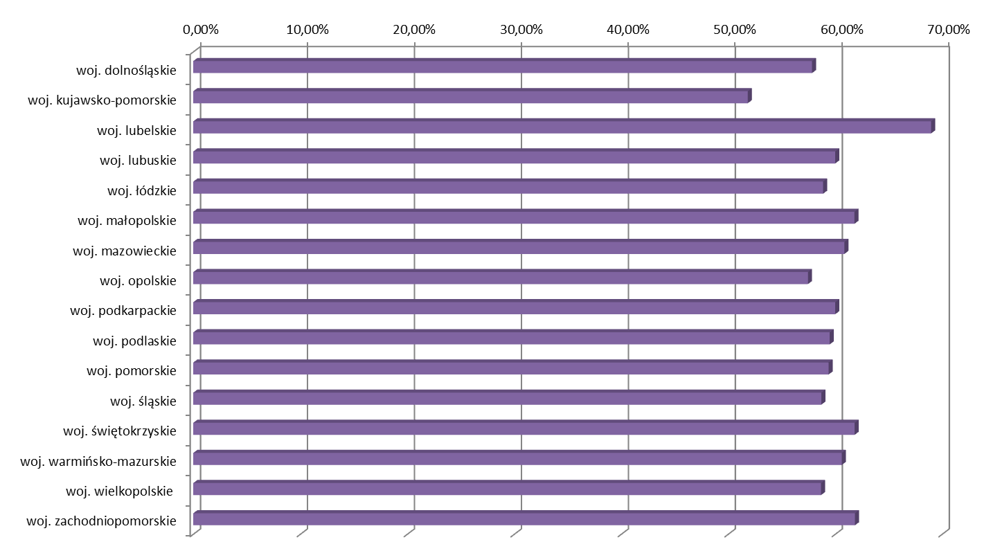 0,00% 10,00% 20,00% 30,00% 40,00% 50,00% 60,00% 70,00%
woj. dolnośląskie
woj. kujawsko-pomorskie
woj. lubelskie
woj. lubuskie
woj. łódzkie
woj. małopolskie
woj. mazowieckie
woj. opolskie
woj. podkarpackie
woj. podlaskie
woj. pomorskie
woj. śląskie
woj. świętokrzyskie
woj. warmińsko-mazurskie
woj. wielkopolskie
woj. zachodniopomorskie